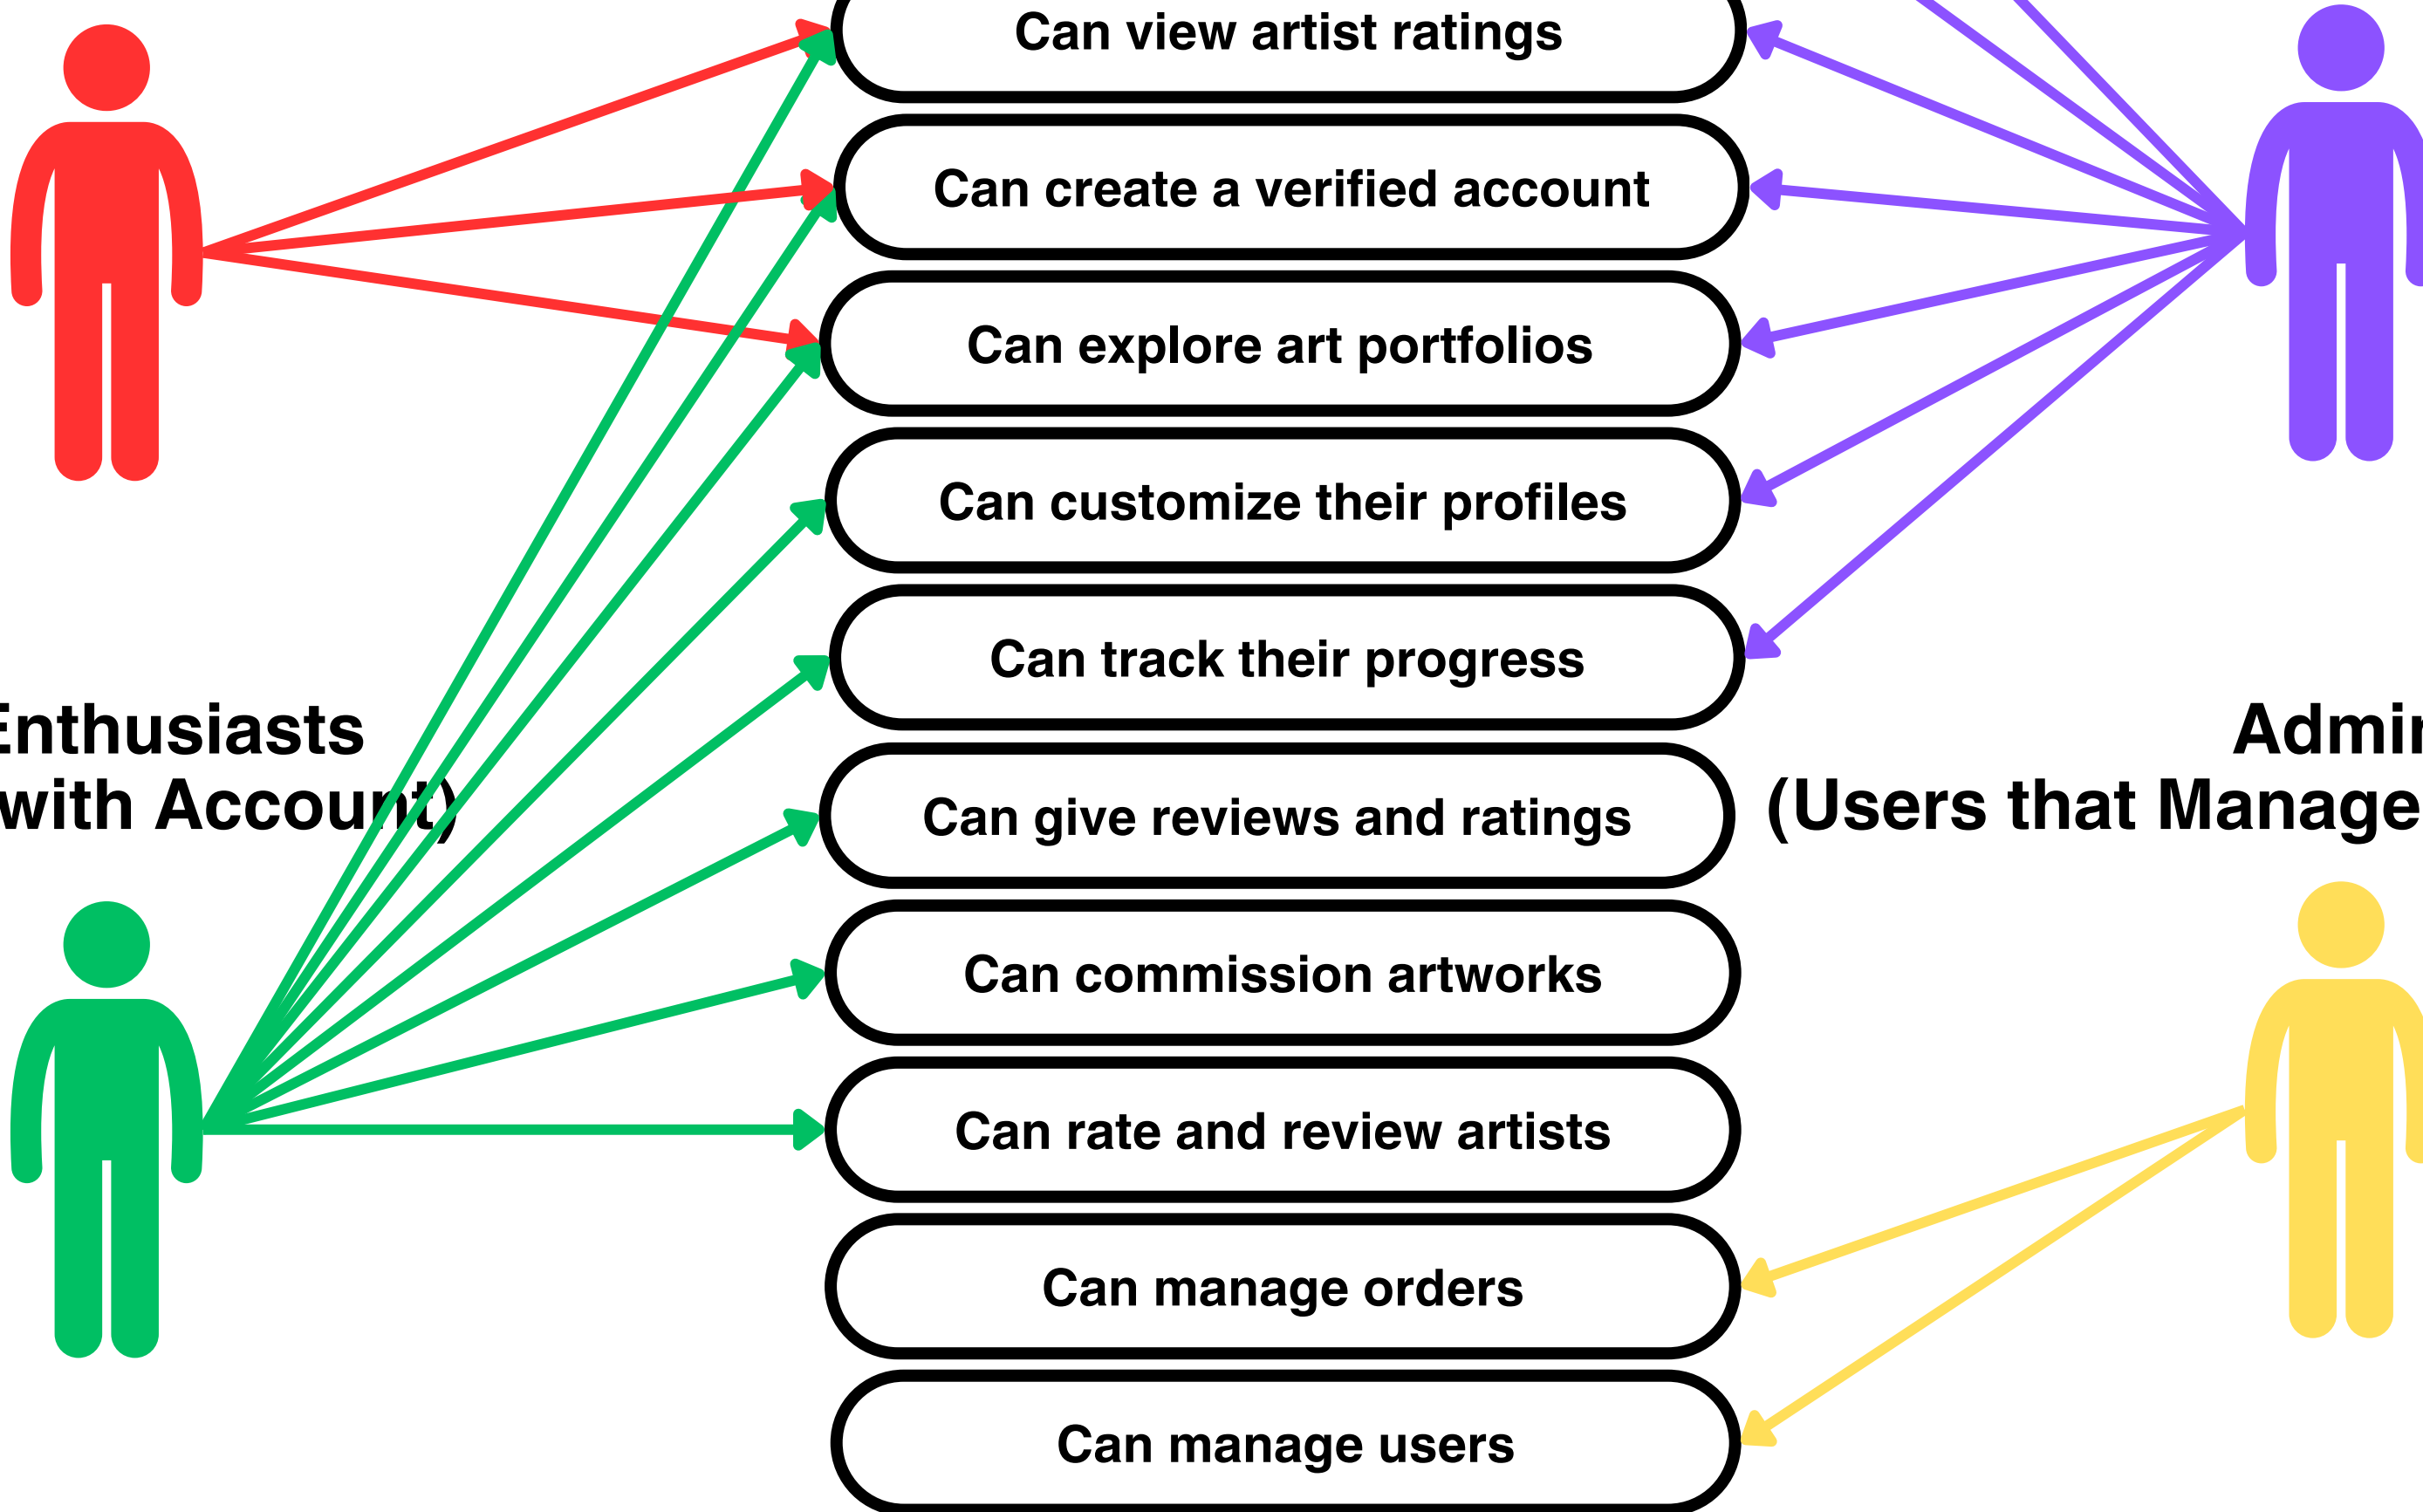 Can view artist ratings
Can create a verified account
Can explore art portfolios
Can customize their profiles
Can track their progress
Enthusiasts
with Account)
Admin
(Users that Manage
Can give reviews and ratings
Can commission artworks
Can rate and review artists
Can manage orders
Can manage users